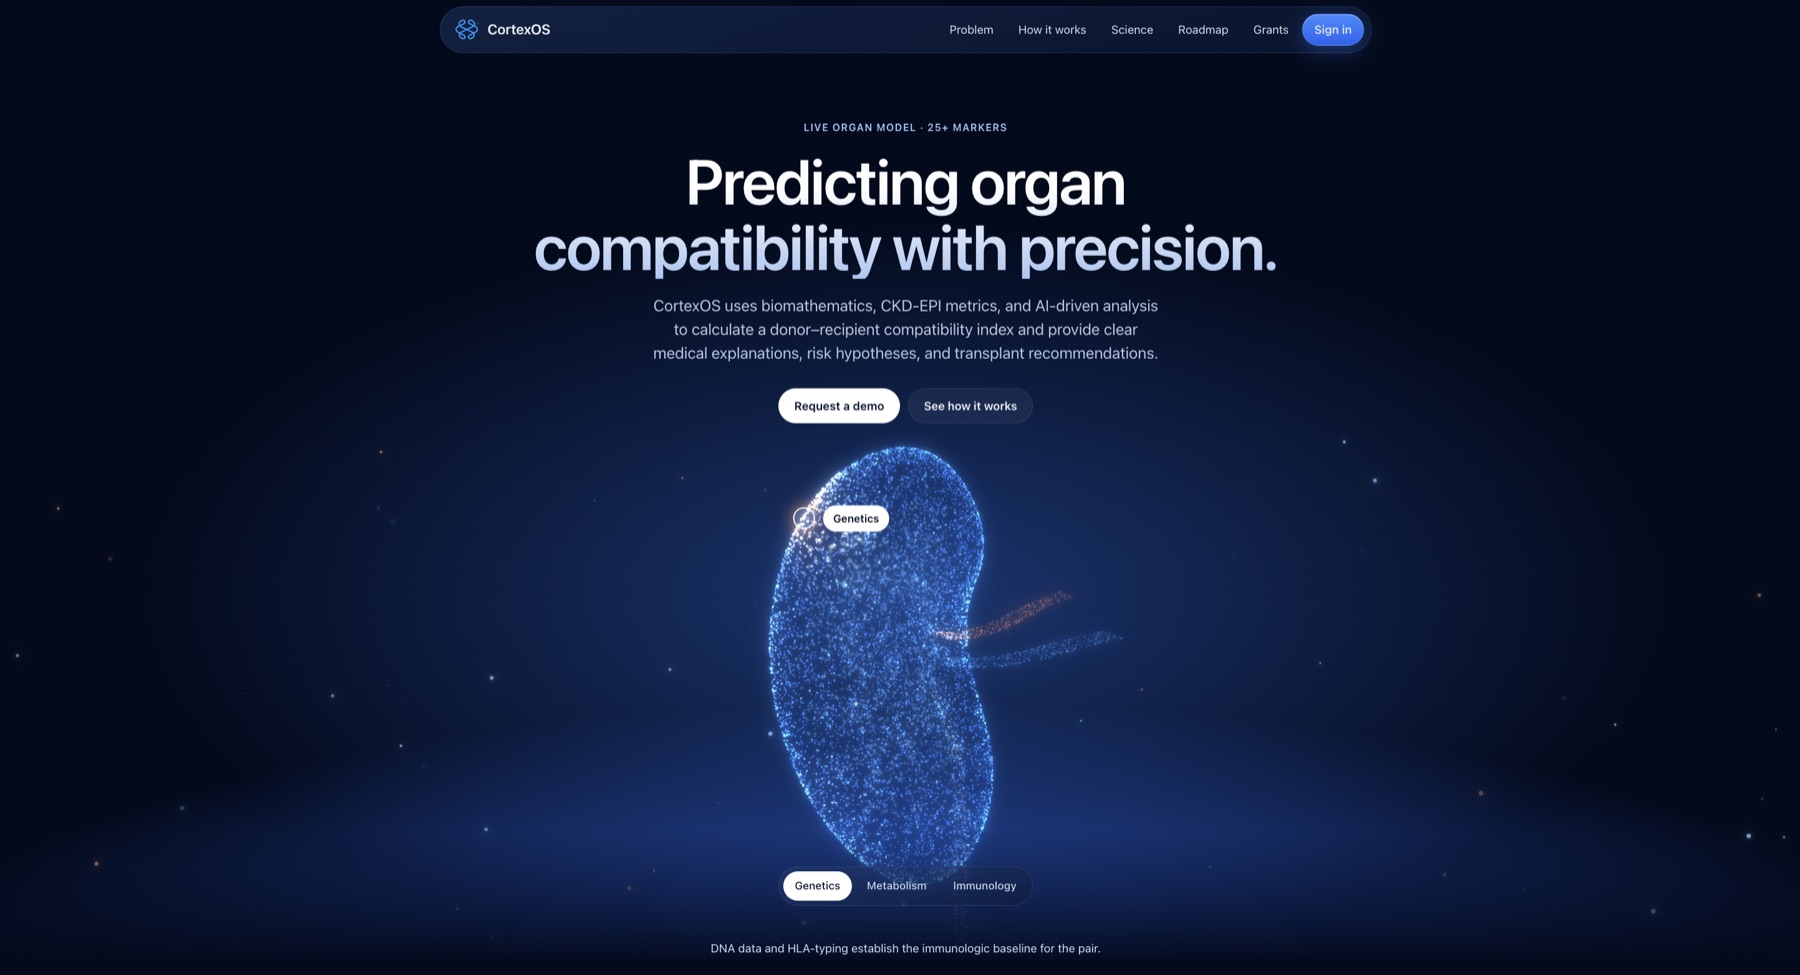 CortexOS
Problem
How it works
Science
Roadmap
Grants
Sign in
LIVE ORGAN MODEL · 25+ MARKERS
Predicting organ
compatibility with precision.
CortexOS uses biomathematics, CKD-EPI metrics, and AI-driven analysis
to calculate a donor–recipient compatibility index and provide clear
medical explanations, risk hypotheses, and transplant recommendations.
Request a demo
See how it works
Genetics
Genetics
Metabolism
Immunology
DNA data and HLA-typing establish the immunologic baseline for the pair.